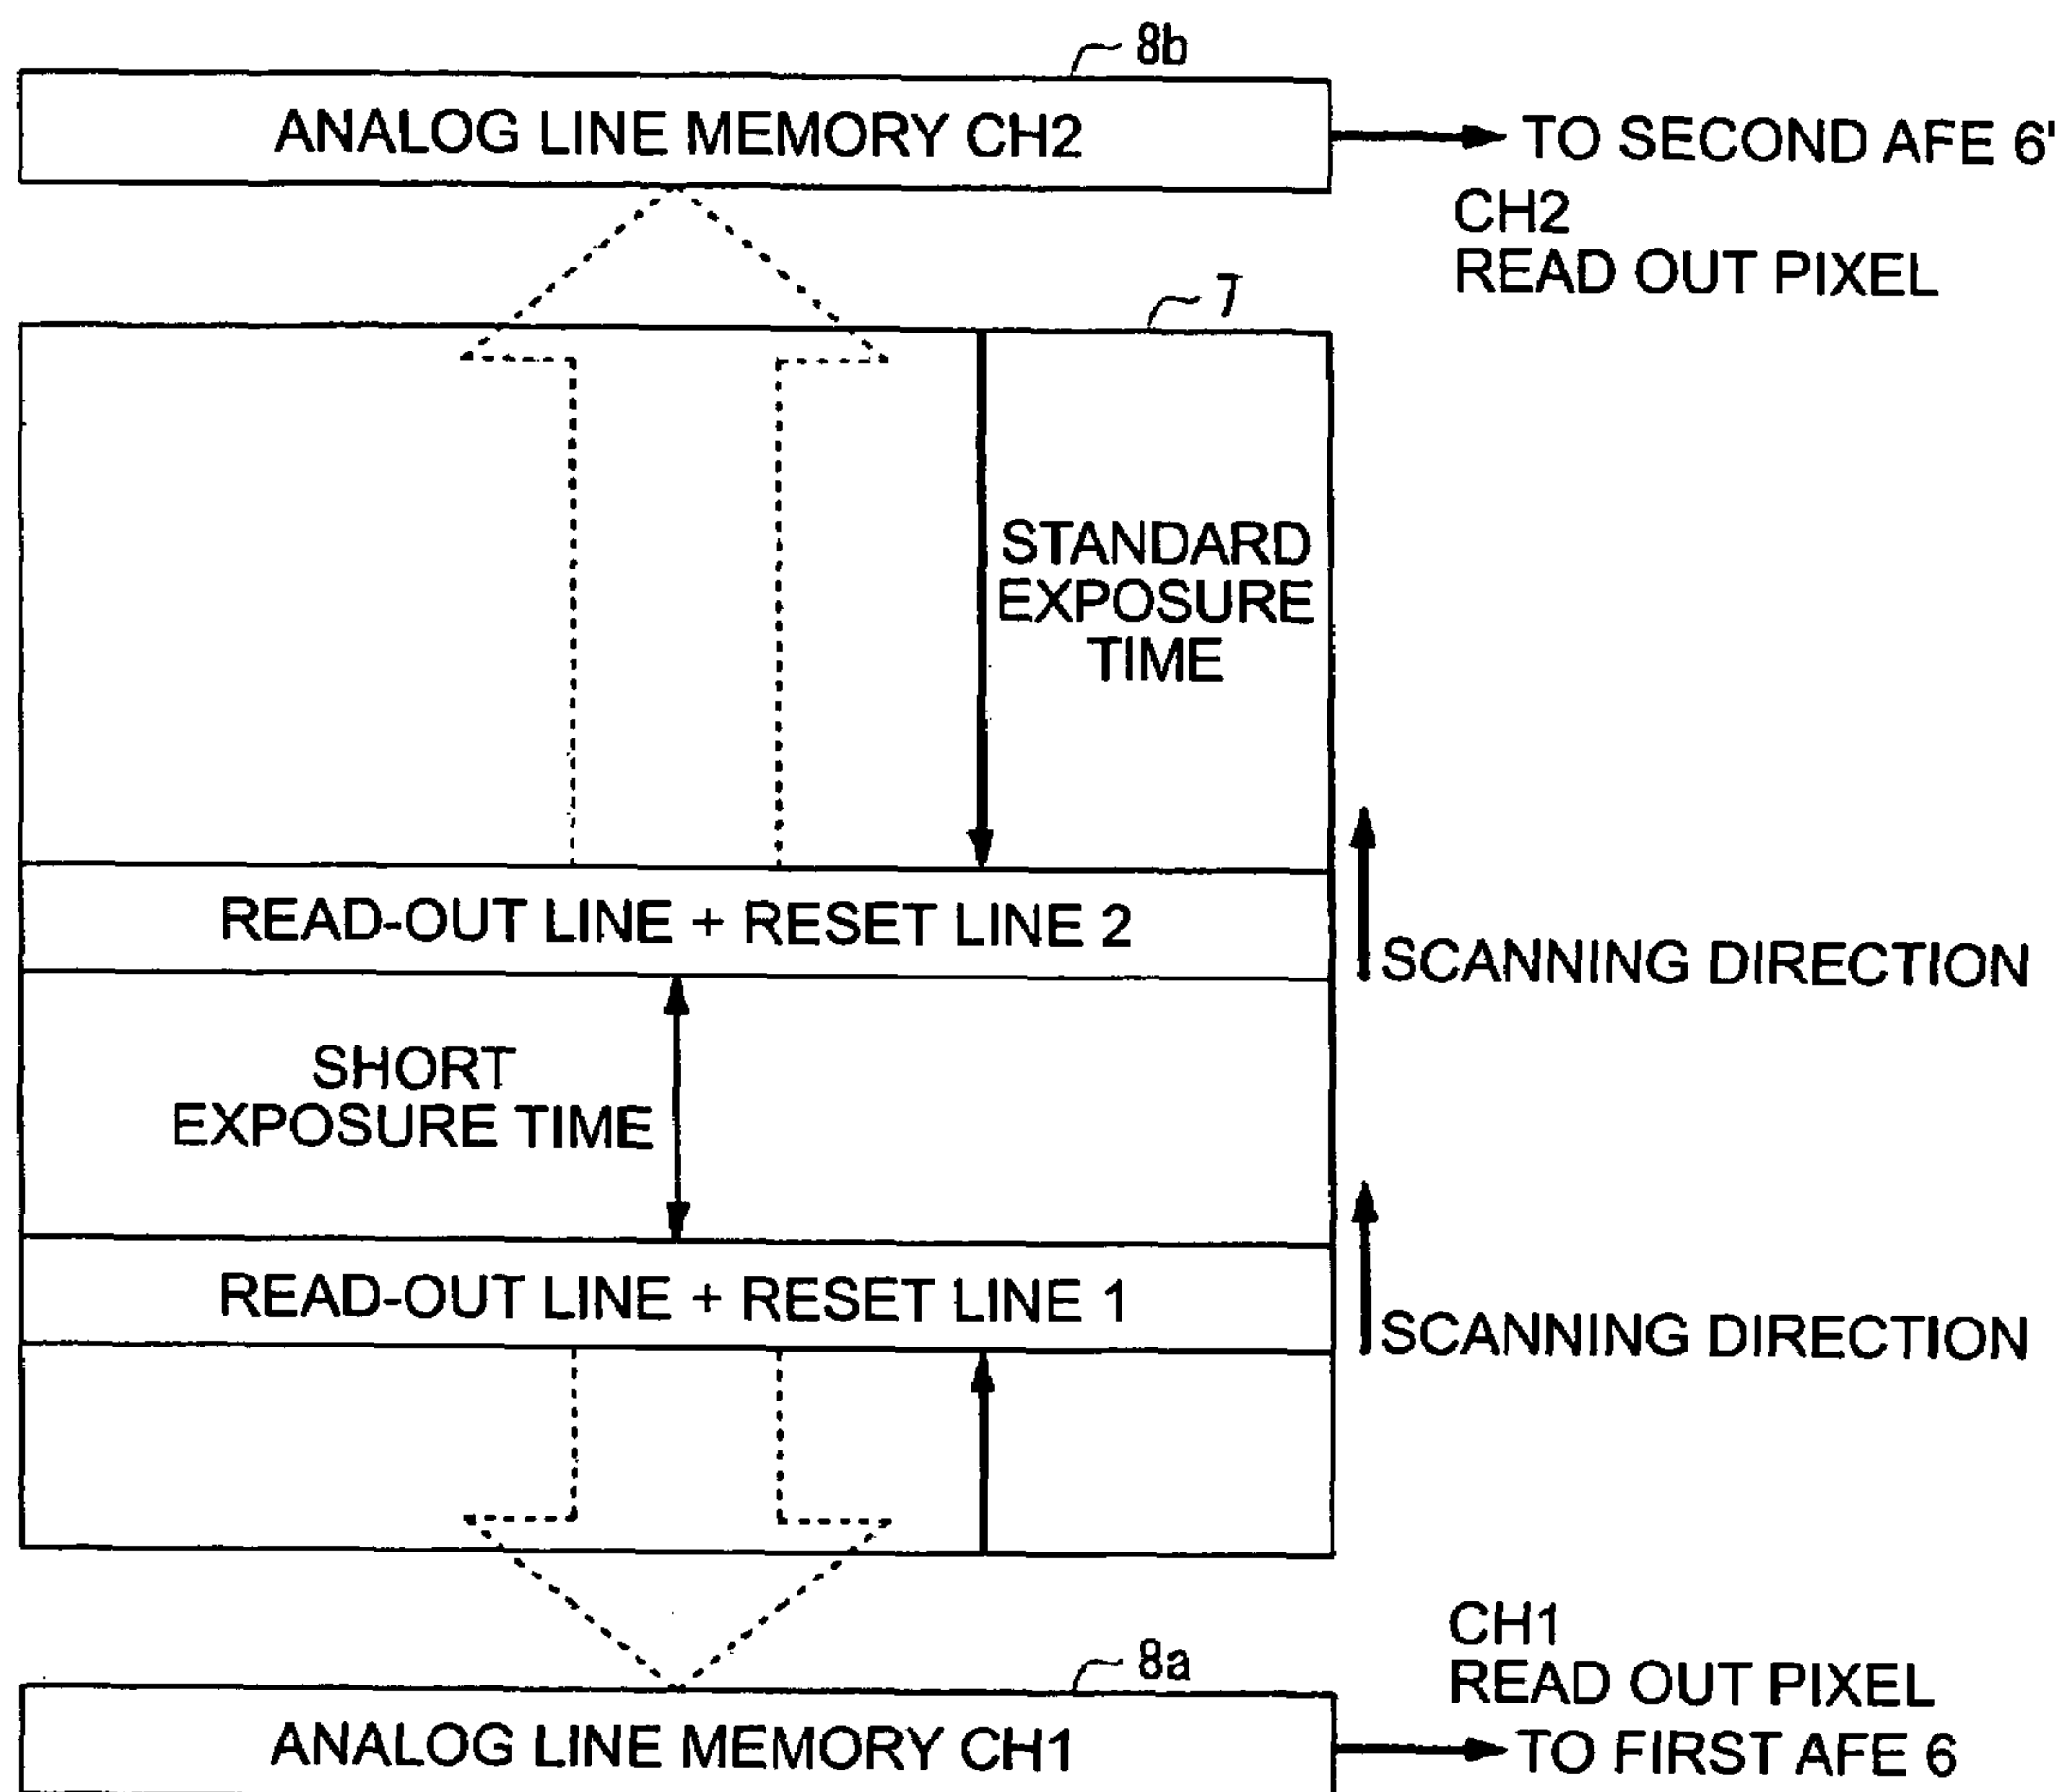 8b
ANALOG LINE MEMORY CH2
TO SECOND AFE 6'
CH2
READ OUT PIXEL
7
STANDARD
EXPOSURE
TIME
READ-OUT LINE + RESET LINE 2
SCANNING DIRECTION
SHORT
EXPOSURE TIME
READ-OUT LINE + RESET LINE 1
SCANNING DIRECTION
CH1
READ OUT PIXEL
8a
ANALOG LINE MEMORY CH1
TO FIRST AFE 6